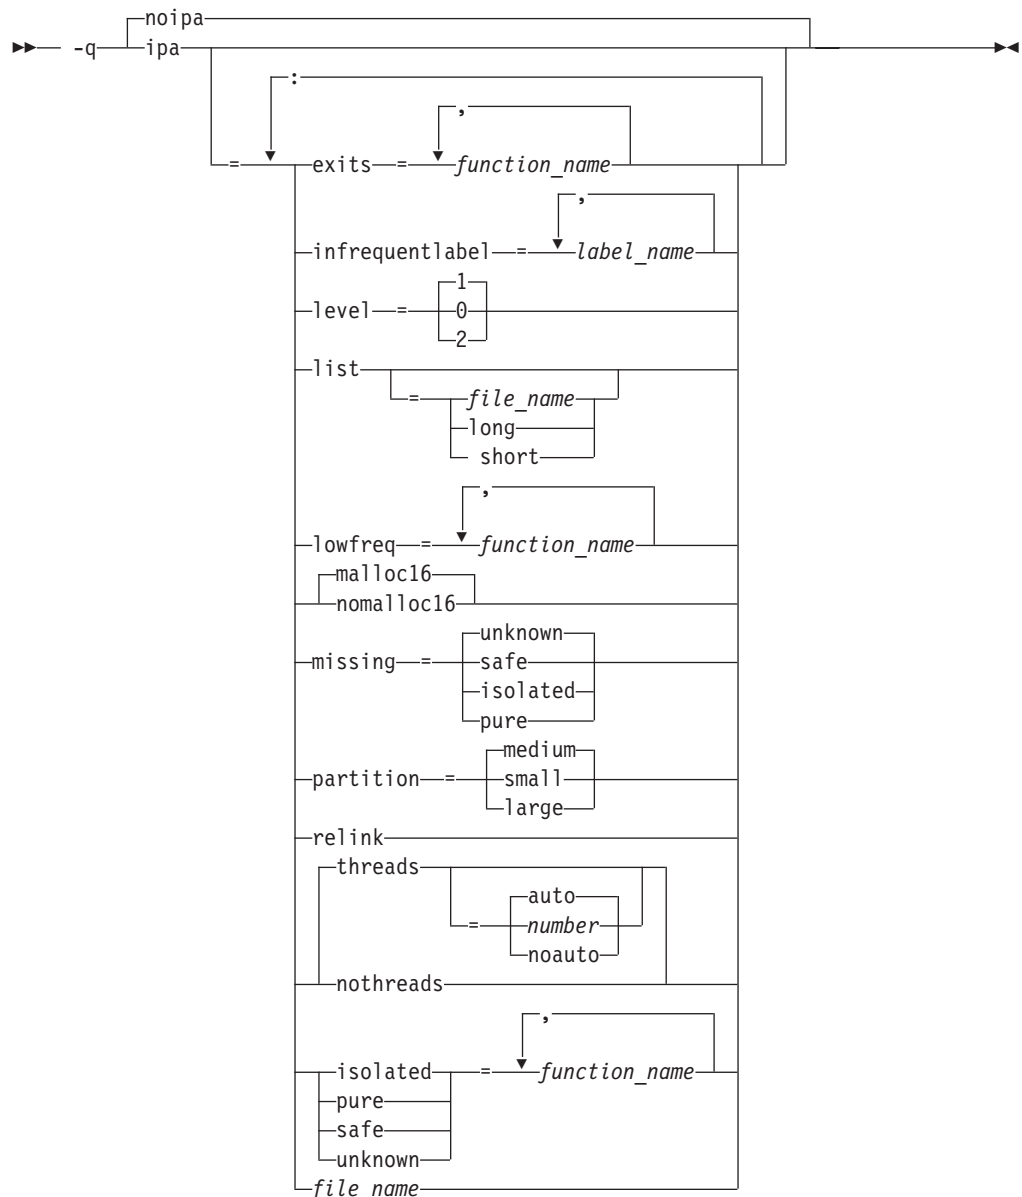 noipa
-q ipa
:
,
= exits = function_name
,
infrequentlabel = label_name
1
level = 0
2
list
= file_name
long
short
,
lowfreq = function_name
malloc16
nomalloc16
unknown
missing = safe
isolated
pure
medium
partition = small
large
relink
threads
auto
= number
noauto
nothreads
,
isolated = function_name
pure
safe
unknown
file_name